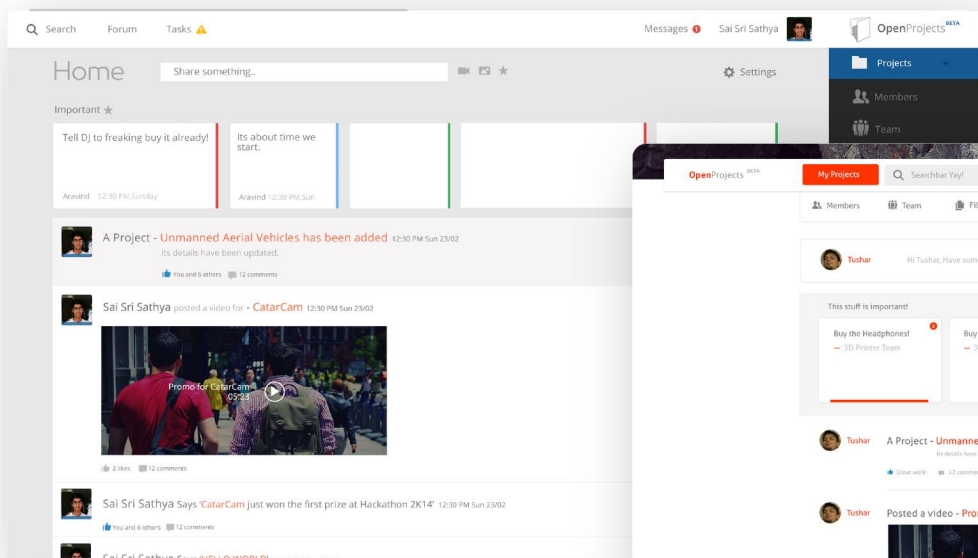 Search Forum Tasks Messages Sai Sri Sathya OpenProjects BETA
Home Share something.. Settings
Projects
Members
Team
Important
Tell DJ to freaking buy it already!
Aravind 12:30 PM,Sunday
Its about time we
start.
Aravind 12:30 PM,Sun
A Project - Unmanned Aerial Vehicles has been added 12:30 PM Sun 23/02
Its details have been updated.
You and 6 others 12 comments
Sai Sri Sathya posted a video for - CatarCam 12:30 PM Sun 23/02
Promo for CatarCam
05:23
2 likes 12 comments
Sai Sri Sathya Says 'CatarCam just won the first prize at Hackathon 2K14' 12:30 PM Sun 23/02
You and 6 others 12 comments
OpenProjects BETA My Projects Searchbar Yay!
Members Team
Tushar Hi Tushar, Have
This stuff is important!
Buy the Headphones!
— 3D Printer Team
Buy
Tushar A Project -
Its details have
Great work! 12
Tushar Posted a video -